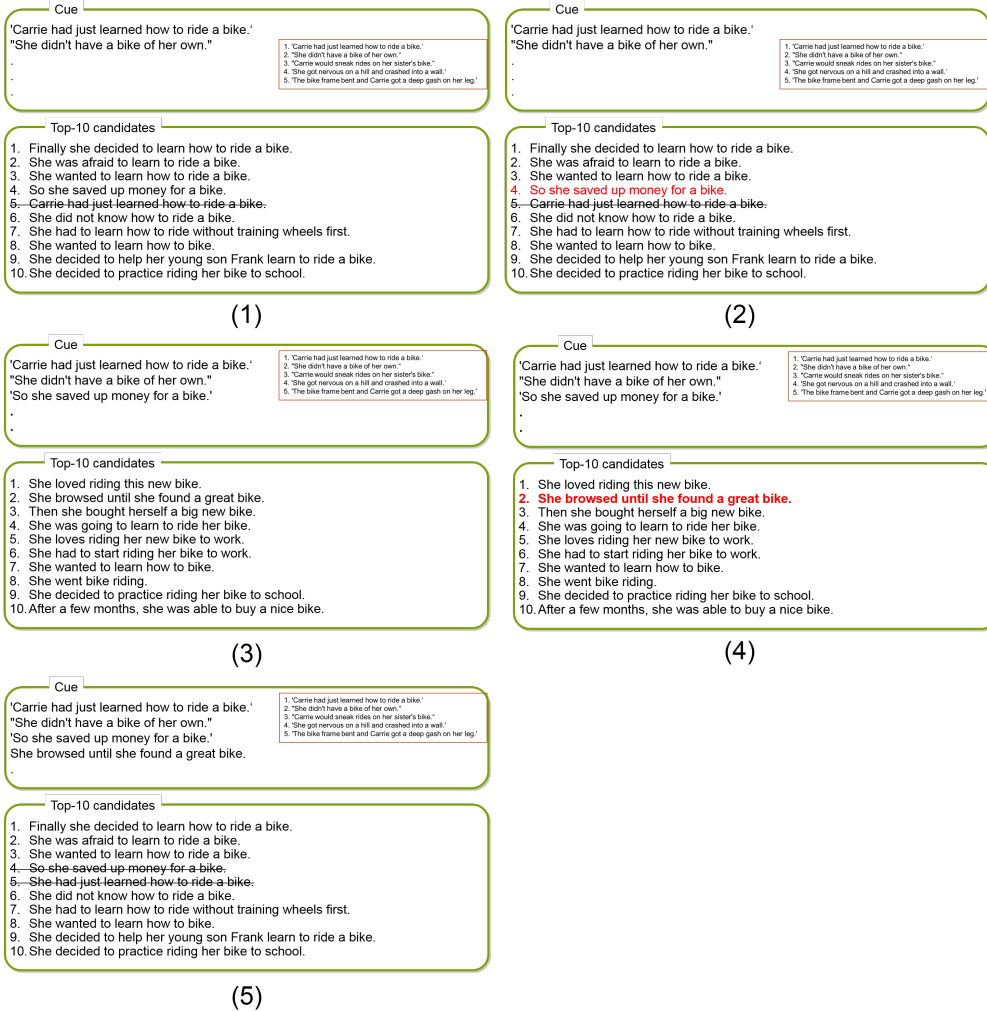 Cue
'Carrie had just learned how to ride a bike.‘
"She didn't have a bike of her own."
.
.
.
1. 'Carrie had just learned how to ride a bike.'
2. "She didn't have a bike of her own."
3. "Carrie would sneak rides on her sister's bike."
4. 'She got nervous on a hill and crashed into a wall.'
5. 'The bike frame bent and Carrie got a deep gash on her leg.'
Top-10 candidates
1. Finally she decided to learn how to ride a bike.
2. She was afraid to learn to ride a bike.
3. She wanted to learn how to ride a bike.
4. So she saved up money for a bike.
5. Carrie had just learned how to ride a bike.
6. She did not know how to ride a bike.
7. She had to learn how to ride without training wheels first.
8. She wanted to learn how to bike.
9. She decided to help her young son Frank learn to ride a bike.
10. She decided to practice riding her bike to school.
(1)
Cue
'Carrie had just learned how to ride a bike.‘
"She didn't have a bike of her own."
.
.
.
1. 'Carrie had just learned how to ride a bike.'
2. "She didn't have a bike of her own."
3. "Carrie would sneak rides on her sister's bike."
4. 'She got nervous on a hill and crashed into a wall.'
5. 'The bike frame bent and Carrie got a deep gash on her leg.'
Top-10 candidates
1. Finally she decided to learn how to ride a bike.
2. She was afraid to learn to ride a bike.
3. She wanted to learn how to ride a bike.
4. So she saved up money for a bike.
5. Carrie had just learned how to ride a bike.
6. She did not know how to ride a bike.
7. She had to learn how to ride without training wheels first.
8. She wanted to learn how to bike.
9. She decided to help her young son Frank learn to ride a bike.
10. She decided to practice riding her bike to school.
(2)
Cue
'Carrie had just learned how to ride a bike.‘
"She didn't have a bike of her own."
'So she saved up money for a bike.'
.
.
1. 'Carrie had just learned how to ride a bike.'
2. "She didn't have a bike of her own."
3. "Carrie would sneak rides on her sister's bike."
4. 'She got nervous on a hill and crashed into a wall.'
5. 'The bike frame bent and Carrie got a deep gash on her leg.'
Top-10 candidates
1. She loved riding this new bike.
2. She browsed until she found a great bike.
3. Then she bought herself a big new bike.
4. She was going to learn to ride her bike.
5. She loves riding her new bike to work.
6. She had to start riding her bike to work.
7. She wanted to learn how to bike.
8. She went bike riding.
9. She decided to practice riding her bike to school.
10. After a few months, she was able to buy a nice bike.
(3)
Cue
'Carrie had just learned how to ride a bike.‘
"She didn't have a bike of her own."
'So she saved up money for a bike.'
.
.
1. 'Carrie had just learned how to ride a bike.'
2. "She didn't have a bike of her own."
3. "Carrie would sneak rides on her sister's bike."
4. 'She got nervous on a hill and crashed into a wall.'
5. 'The bike frame bent and Carrie got a deep gash on her leg.'
Top-10 candidates
1. She loved riding this new bike.
2. She browsed until she found a great bike.
3. Then she bought herself a big new bike.
4. She was going to learn to ride her bike.
5. She loves riding her new bike to work.
6. She had to start riding her bike to work.
7. She wanted to learn how to bike.
8. She went bike riding.
9. She decided to practice riding her bike to school.
10. After a few months, she was able to buy a nice bike.
(4)
Cue
'Carrie had just learned how to ride a bike.‘
"She didn't have a bike of her own."
'So she saved up money for a bike.'
She browsed until she found a great bike.
.
1. 'Carrie had just learned how to ride a bike.'
2. "She didn't have a bike of her own."
3. "Carrie would sneak rides on her sister's bike."
4. 'She got nervous on a hill and crashed into a wall.'
5. 'The bike frame bent and Carrie got a deep gash on her leg.'
Top-10 candidates
1. Finally she decided to learn how to ride a bike.
2. She was afraid to learn to ride a bike.
3. She wanted to learn how to ride a bike.
4. So she saved up money for a bike.
5. She had just learned how to ride a bike.
6. She did not know how to ride a bike.
7. She had to learn how to ride without training wheels first.
8. She wanted to learn how to bike.
9. She decided to help her young son Frank learn to ride a bike.
10. She decided to practice riding her bike to school.
(5)